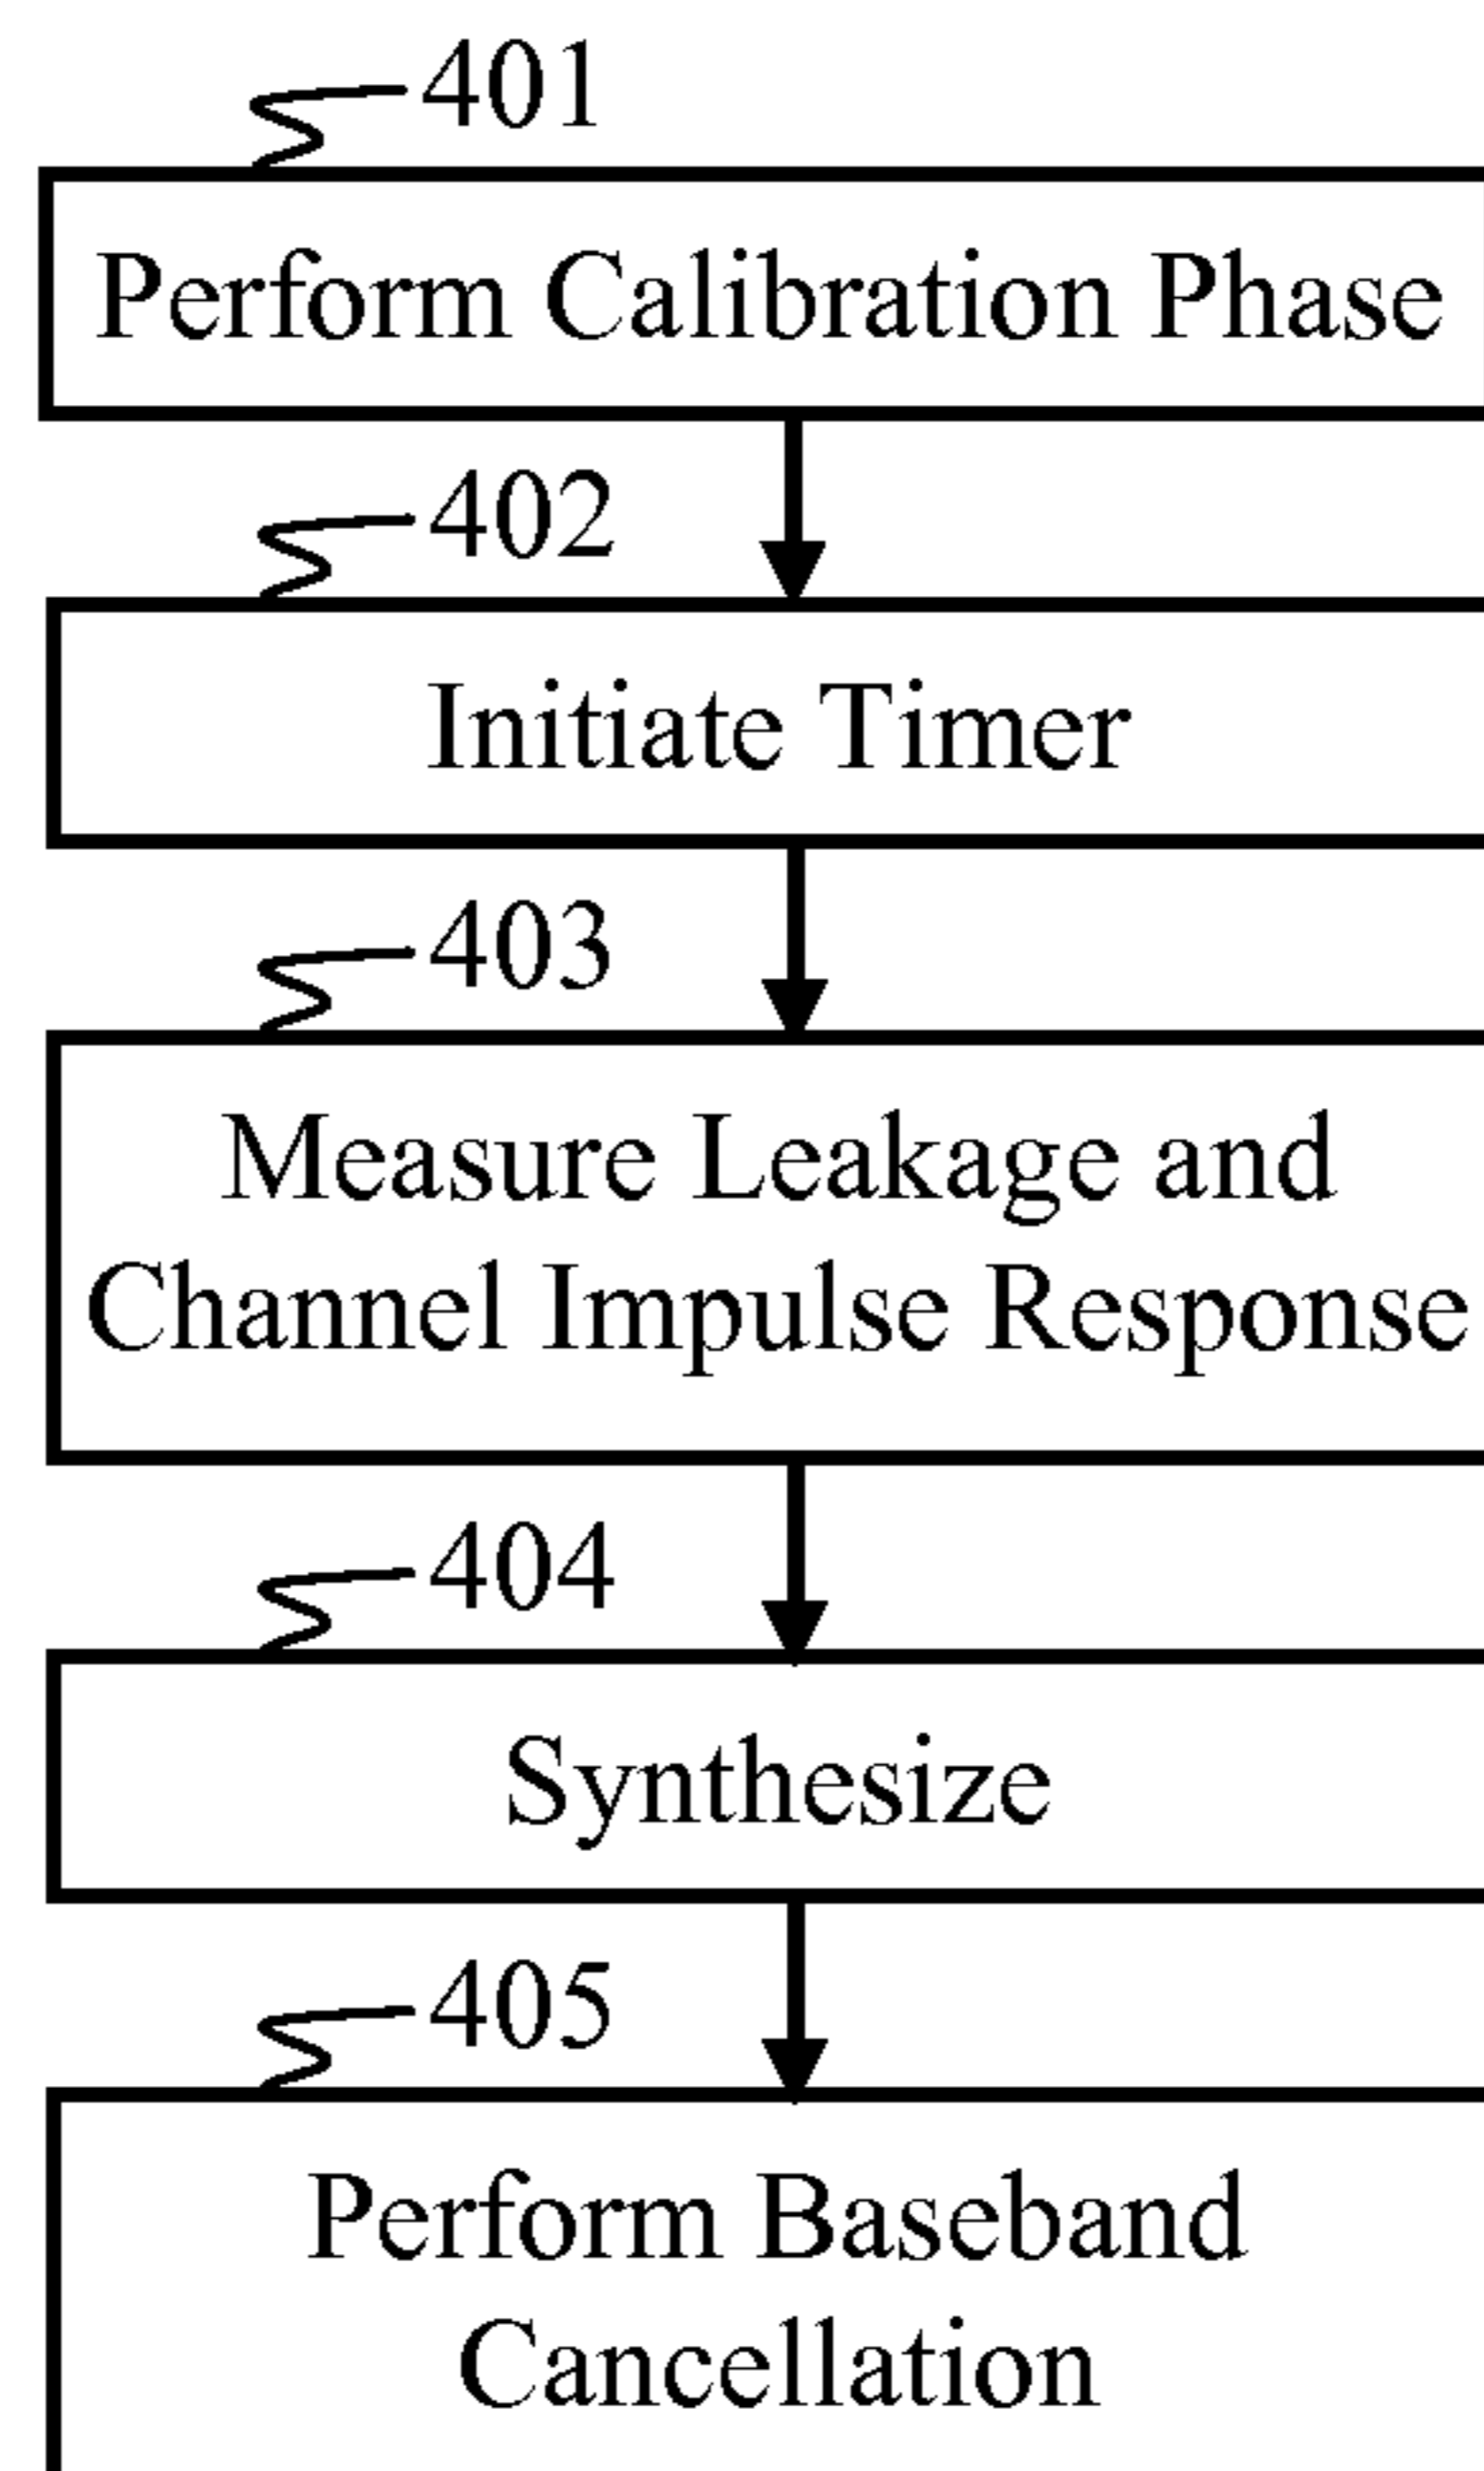 401
Perform Calibration Phase
402
Initiate Timer
403
Measure Leakage and
Channel Impulse Response
404
Synthesize
405
Perform Baseband
Cancellation